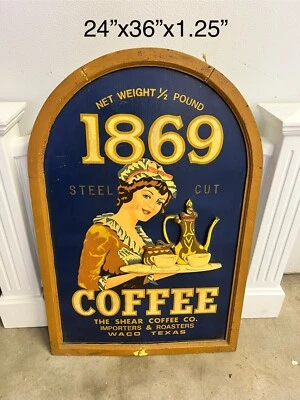 24”x36”x1.25”
NET WEIGHT ½ POUND
1869
STEEL CUT
COFFEE
THE SHEAR COFFEE CO.
IMPORTERS & ROASTERS
WACO TEXAS